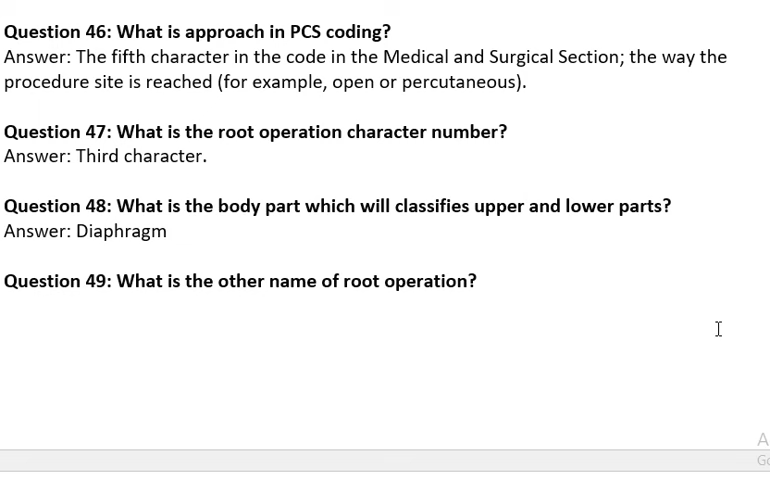 Question 46: What is approach in PCS coding?
Answer: The fifth character in the code in the Medical and Surgical Section; the way the
procedure site is reached (for example, open or percutaneous).
Question 47: What is the root operation character number?
Answer: Third character.
Question 48: What is the body part which will classifies upper and lower parts?
Answer: Diaphragm
Question 49: What is the other name of root operation?
A
Go